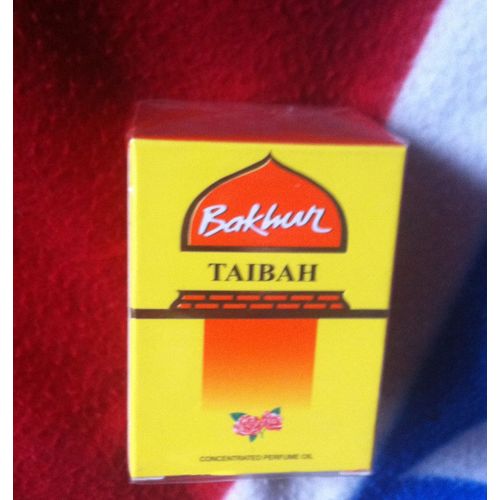 Bakhur
TAIBAH
CONCENTRATED PERFUME OIL